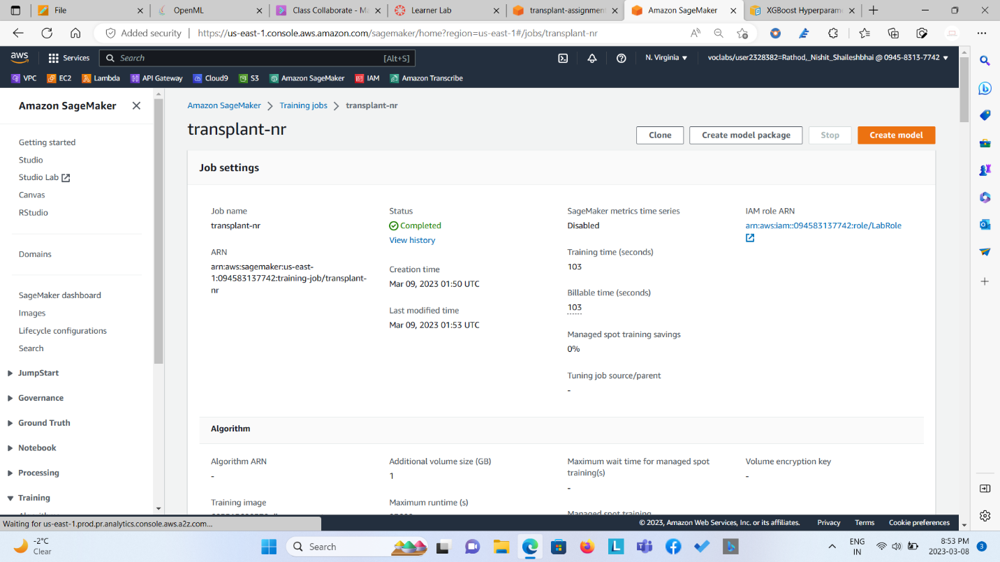 File
OpenML
Class Collaborate - Ma
Learner Lab
transplant-assignment
Amazon SageMaker
XGBoost Hyperparame
Added security
https://us-east-1.console.aws.amazon.com/sagemaker/home?region=us-east-1#/jobs/transplant-nr
aws
Services
Search
[Alt+S]
N. Virginia
voclabs/user2328382=Rathod,_Nishit_Shaileshbhai @ 0945-8313-7742
VPC
EC2
Lambda
API Gateway
Cloud9
S3
Amazon SageMaker
IAM
Amazon Transcribe
Amazon SageMaker
Getting started
Studio
Studio Lab
Canvas
RStudio
Domains
SageMaker dashboard
Images
Lifecycle configurations
Search
JumpStart
Governance
Ground Truth
Notebook
Processing
Training
Amazon SageMaker
Training jobs
transplant-nr
transplant-nr
Clone
Create model package
Stop
Create model
Job settings
Job name
transplant-nr
ARN
arn:aws:sagemaker:us-east-
1:094583137742:training-job/transplant-
nr
Status
Completed
View history
Creation time
Mar 09, 2023 01:50 UTC
Last modified time
Mar 09, 2023 01:53 UTC
SageMaker metrics time series
Disabled
Training time (seconds)
103
Billable time (seconds)
103
Managed spot training savings
0%
Tuning job source/parent
-
IAM role ARN
arn:aws:iam::094583137742:role/LabRole
Algorithm
Algorithm ARN
-
Training image
Additional volume size (GB)
1
Maximum runtime (s)
Maximum wait time for managed spot
training(s)
-
Managed spot training
Volume encryption key
-
Waiting for us-east-1.prod.pr.analytics.console.aws.a2z.com...
© 2023, Amazon Web Services, Inc. or its affiliates.
Privacy
Terms
Cookie preferences
-2°C
Clear
Search
ENG
IN
8:53 PM
2023-03-08
3